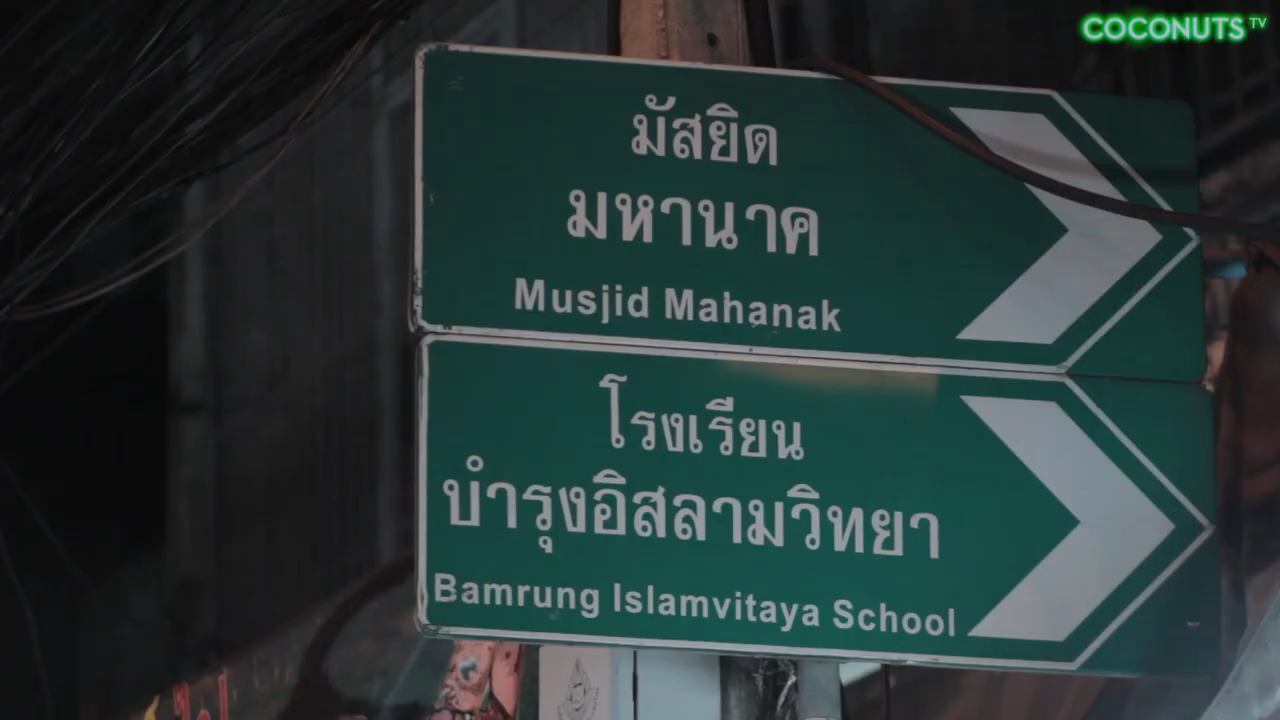 COCONUTS TV
มัสยิด
มหานาค
Musjid Mahanak
โรงเรียน
บำรุงอิสลามวิทยา
Bamrung Islamvitaya School